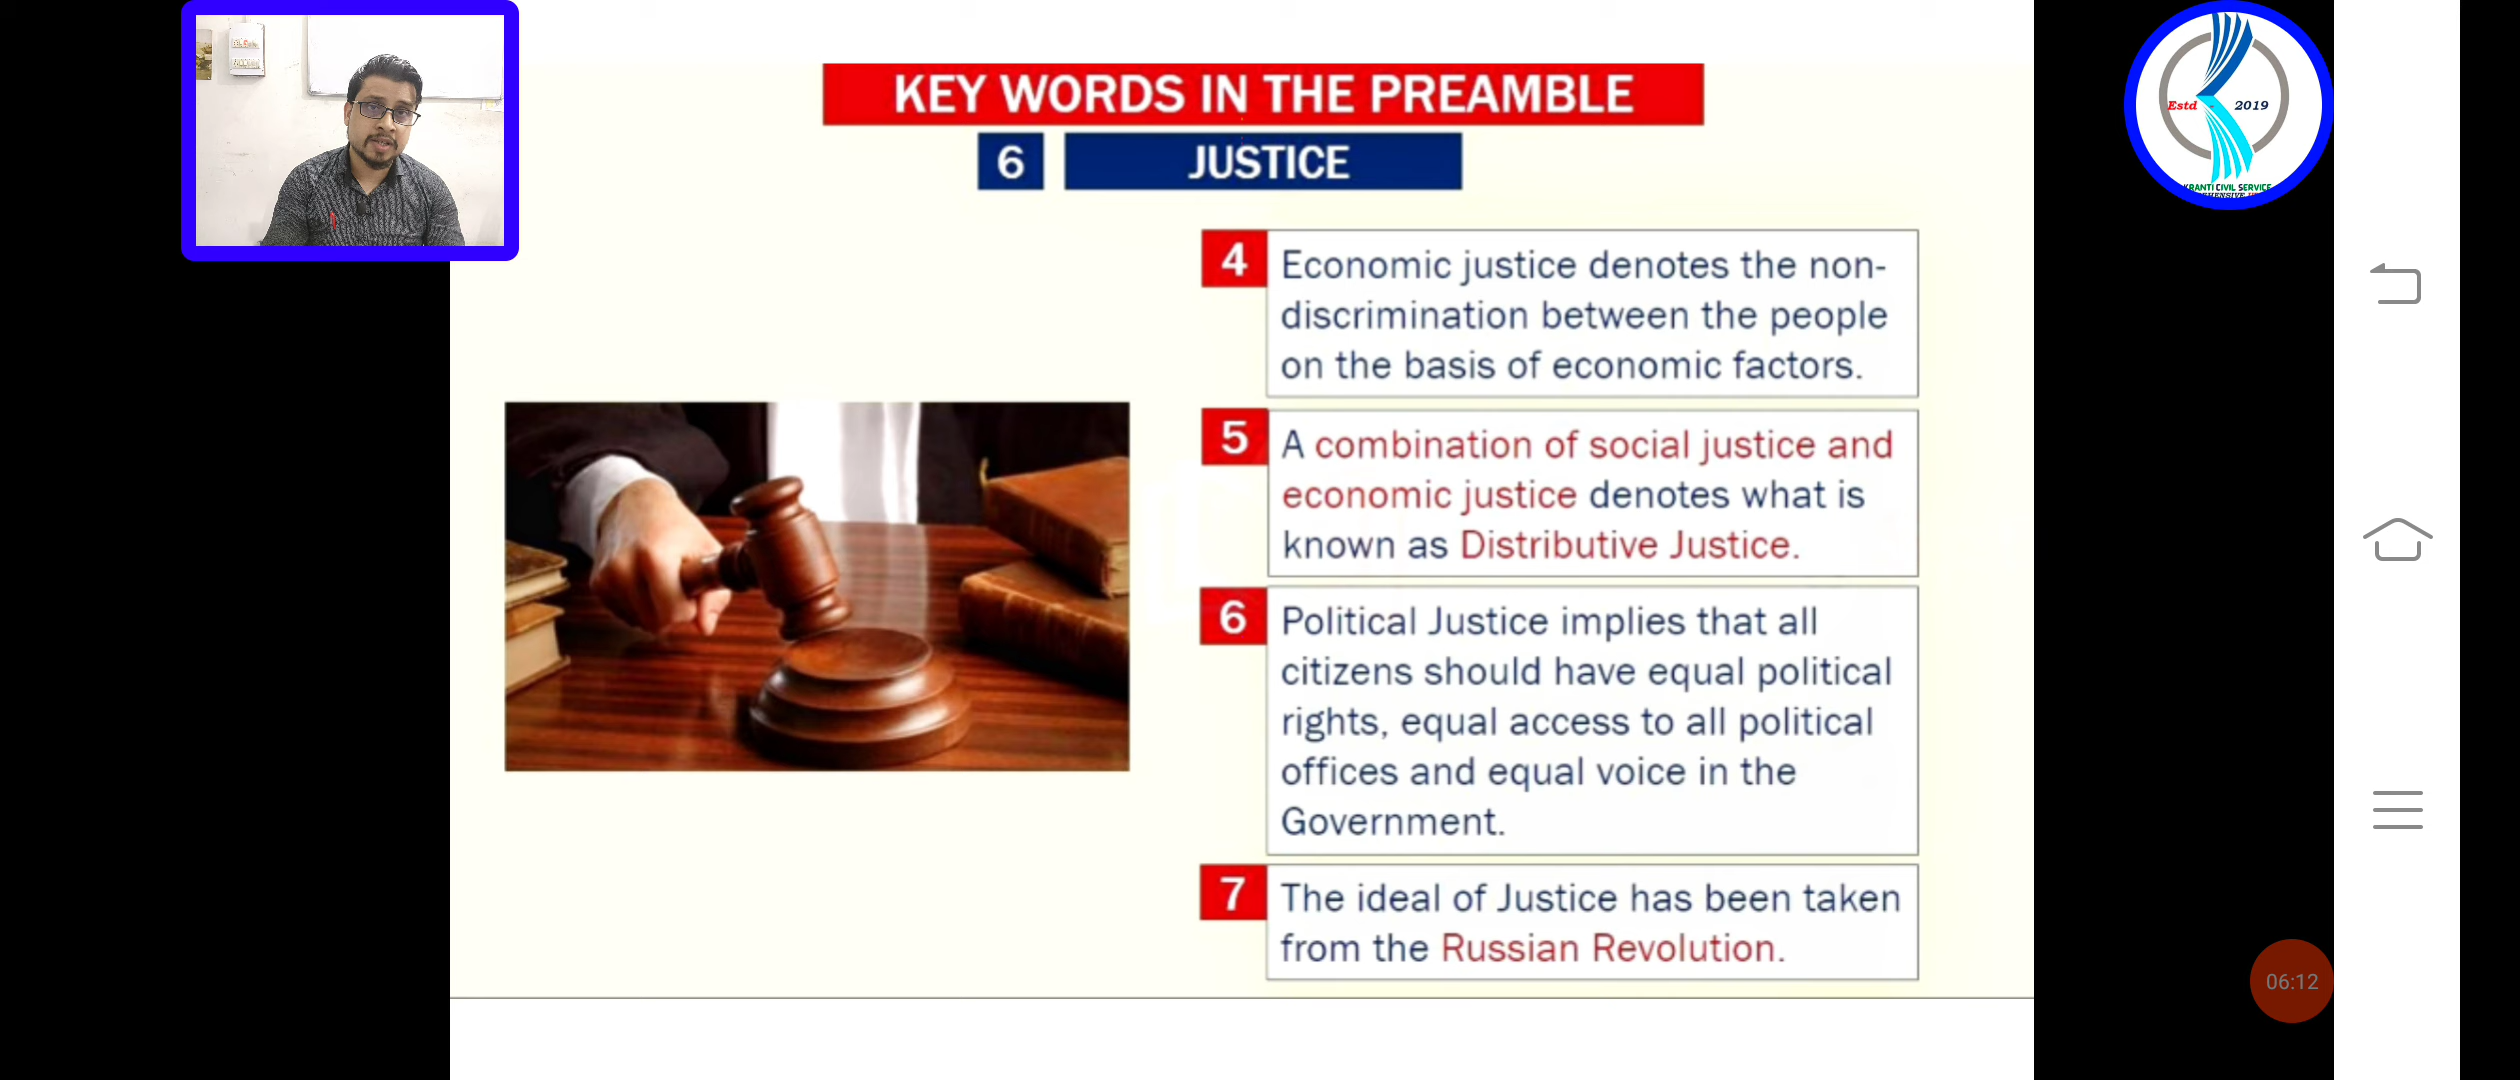 KEY WORDS IN THE PREAMBLE
6 JUSTICE
4 Economic justice denotes the non-
discrimination between the people
on the basis of economic factors.
5 A combination of social justice and
economic justice denotes what is
known as Distributive Justice.
6 Political Justice implies that all
citizens should have equal political
rights, equal access to all political
offices and equal voice in the
Government.
7 The ideal of Justice has been taken
from the Russian Revolution.
Estd - 2019
KRANTI CIVIL SERVICE
06:12